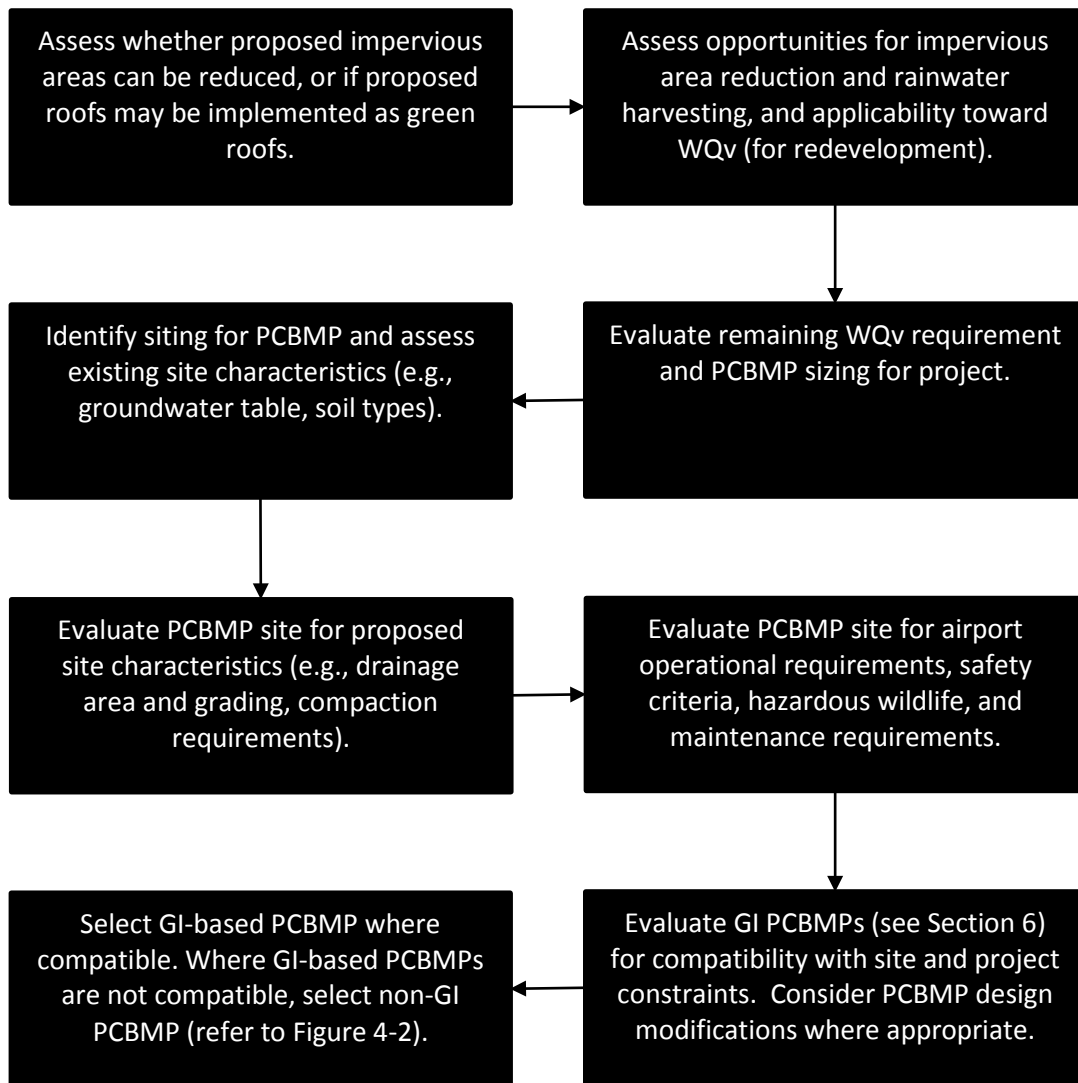 Assess whether proposed impervious
areas can be reduced, or if proposed
roofs may be implemented as green
roofs.
Assess opportunities for impervious
area reduction and rainwater
harvesting, and applicability toward
WQv (for redevelopment).
Evaluate remaining WQv requirement
and PCBMP sizing for project.
Identify siting for PCBMP and assess
existing site characteristics (e.g.,
groundwater table, soil types).
Evaluate PCBMP site for proposed
site characteristics (e.g., drainage
area and grading, compaction
requirements).
Evaluate PCBMP site for airport
operational requirements, safety
criteria, hazardous wildlife, and
maintenance requirements.
Evaluate GI PCBMPs (see Section 6)
for compatibility with site and project
constraints.  Consider PCBMP design
modifications where appropriate.
Select GI-based PCBMP where
compatible. Where GI-based PCBMPs
are not compatible, select non-GI
PCBMP (refer to Figure 4-2).